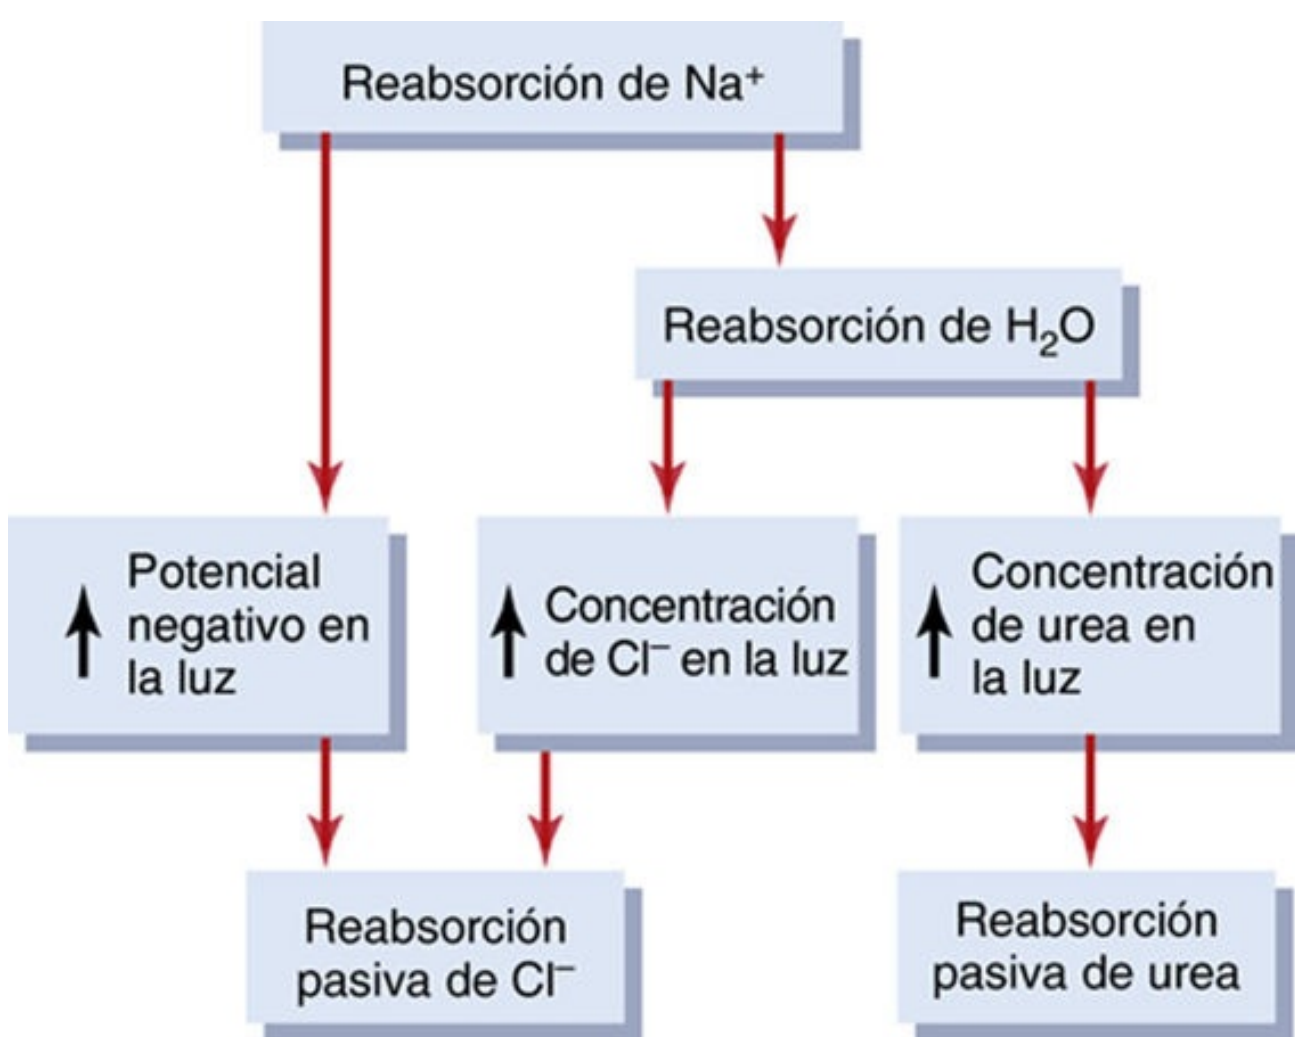 Reabsorción de Na⁺
Reabsorción de H₂O
Potencial
negativo en
la luz
Concentración
de Cl⁻ en la luz
Concentración
de urea en
la luz
Reabsorción
pasiva de Cl⁻
Reabsorción
pasiva de urea